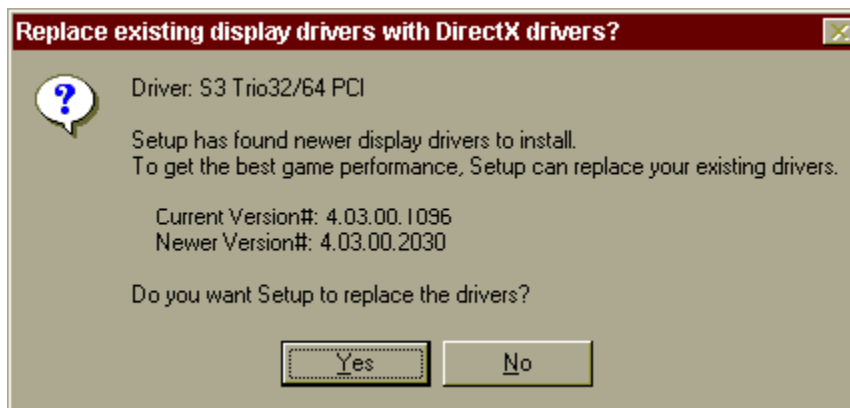 Replace existing display drivers with DirectX drivers?
Driver: S3 Trio32/64 PCI
Setup has found newer display drivers to install.
To get the best game performance, Setup can replace your existing drivers.
Current Version#: 4.03.00.1096
Newer Version#: 4.03.00.2030
Do you want Setup to replace the drivers?
Yes
No